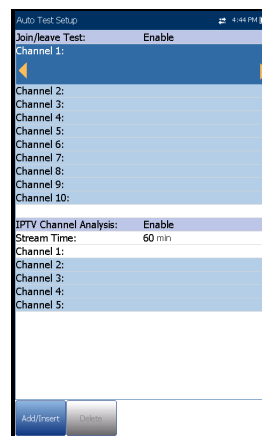 Auto Test Setup 4:44 PM
Join/leave Test: Enable
Channel 1:
Channel 2:
Channel 3:
Channel 4:
Channel 5:
Channel 6:
Channel 7:
Channel 8:
Channel 9:
Channel 10:
IPTV Channel Analysis: Enable
Stream Time: 60 min
Channel 1:
Channel 2:
Channel 3:
Channel 4:
Channel 5:
Add/Insert Delete